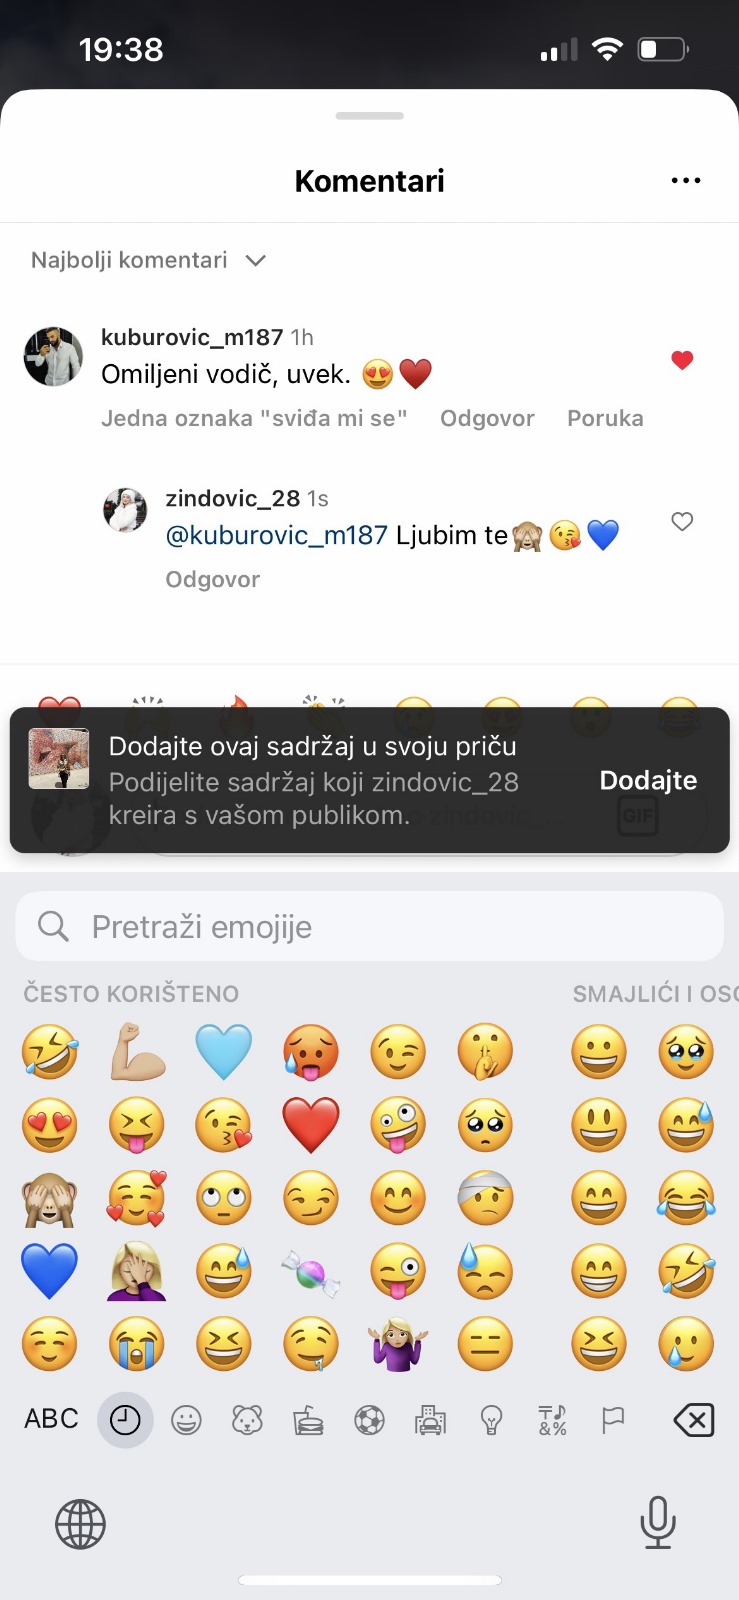 19:38
Komentari
Najbolji komentari
kuburovic_m187 1h
Omiljeni vodič, uvek. 😍♥️
Jedna oznaka "sviđa mi se" Odgovor Poruka
zindovic_28 1s
@kuburovic_m187 Ljubim te🙈😘💙
Odgovor
Dodajte ovaj sadržaj u svoju priču
Podijelite sadržaj koji zindovic_28
kreira s vašom publikom.
Dodajte
GIF
Pretraži emojije
ČESTO KORIŠTENO
SMAJLIĆI I
ABC